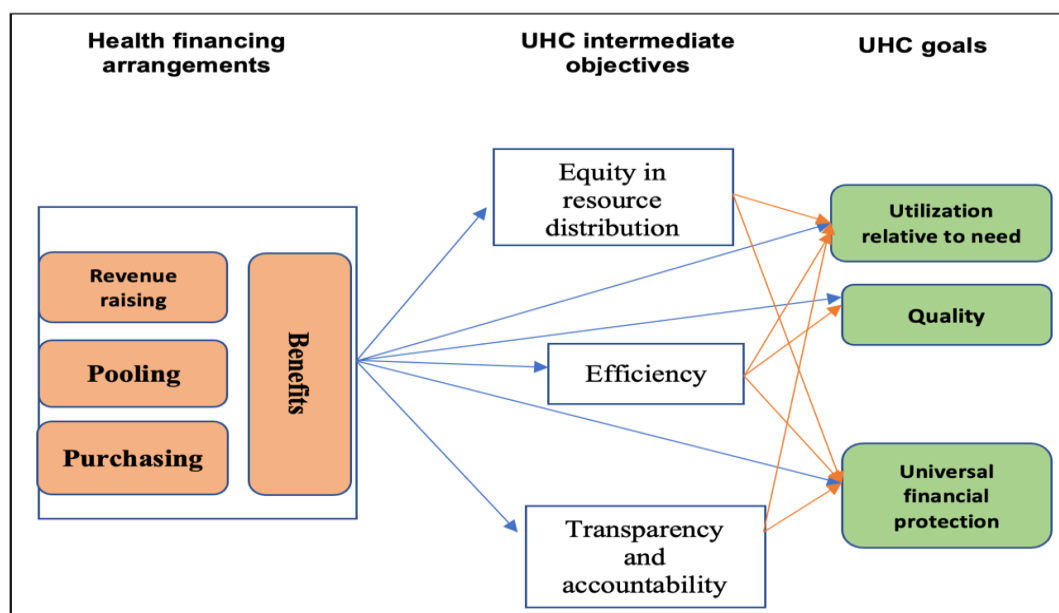 Health financing
arrangements
UHC intermediate
objectives
UHC goals
Revenue
raising
Pooling
Purchasing
Benefits
Equity in
resource
distribution
Efficiency
Transparency
and
accountability
Utilization
relative to need
Quality
Universal
financial
protection